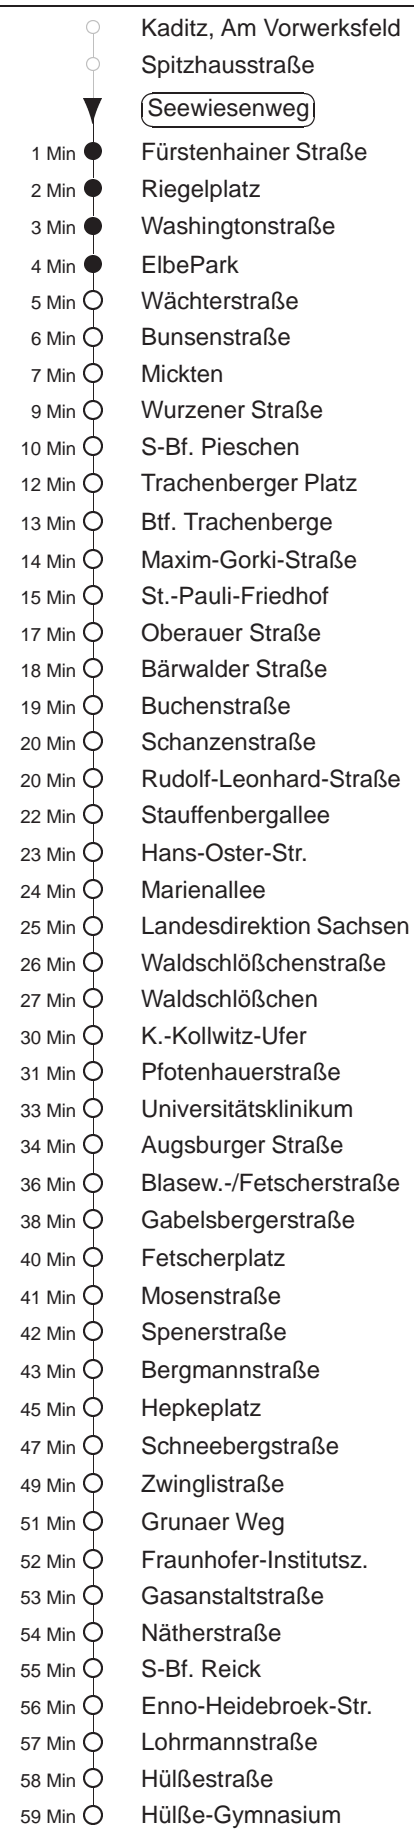 Kaditz, Am Vorwerksfeld
Spitzhausstraße
Seewiesenweg
1 Min Fürstenhainer Straße
2 Min Riegelplatz
3 Min Washingtonstraße
4 Min ElbePark
5 Min Wächterstraße
6 Min Bunsenstraße
7 Min Mickten
9 Min Wurzener Straße
10 Min S-Bf. Pieschen
12 Min Trachenberger Platz
13 Min Btf. Trachenberge
14 Min Maxim-Gorki-Straße
15 Min St.-Pauli-Friedhof
17 Min Oberauer Straße
18 Min Bärwalder Straße
19 Min Buchenstraße
20 Min Schanzenstraße
20 Min Rudolf-Leonhard-Straße
22 Min Stauffenbergallee
23 Min Hans-Oster-Str.
24 Min Marienallee
25 Min Landesdirektion Sachsen
26 Min Waldschlößchenstraße
27 Min Waldschlößchen
30 Min K.-Kollwitz-Ufer
31 Min Pfotenhauerstraße
33 Min Universitätsklinikum
34 Min Augsburger Straße
36 Min Blasew.-/Fetscherstraße
38 Min Gabelsbergerstraße
40 Min Fetscherplatz
41 Min Mosenstraße
42 Min Spenerstraße
43 Min Bergmannstraße
45 Min Hepkeplatz
47 Min Schneebergstraße
49 Min Zwinglistraße
51 Min Grunaer Weg
52 Min Fraunhofer-Institutsz.
53 Min Gasanstaltstraße
54 Min Nätherstraße
55 Min S-Bf. Reick
56 Min Enno-Heidebroek-Str.
57 Min Lohrmannstraße
58 Min Hülßestraße
59 Min Hülße-Gymnasium